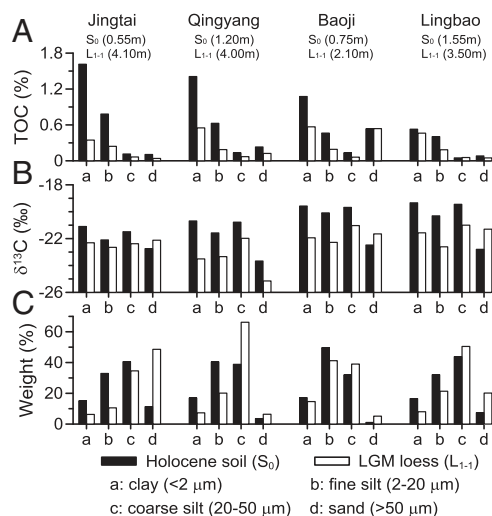 Jingtai Qingyang Baoji Lingbao
S₀ (0.55m) S₀ (1.20m) S₀ (0.75m) S₀ (1.55m)
L₁₋₁ (4.10m) L₁₋₁ (4.00m) L₁₋₁ (2.10m) L₁₋₁ (3.50m)
A
TOC (%)
1.8
1.2
0.6
0
a b c d a b c d a b c d a b c d
B
δ¹³C (‰)
-18
-22
-26
a b c d a b c d a b c d a b c d
C
Weight (%)
60
40
20
0
a b c d a b c d a b c d a b c d
Holocene soil (S₀) LGM loess (L₁₋₁)
a: clay (<2 μm) b: fine silt (2-20 μm)
c: coarse silt (20-50 μm) d: sand (>50 μm)